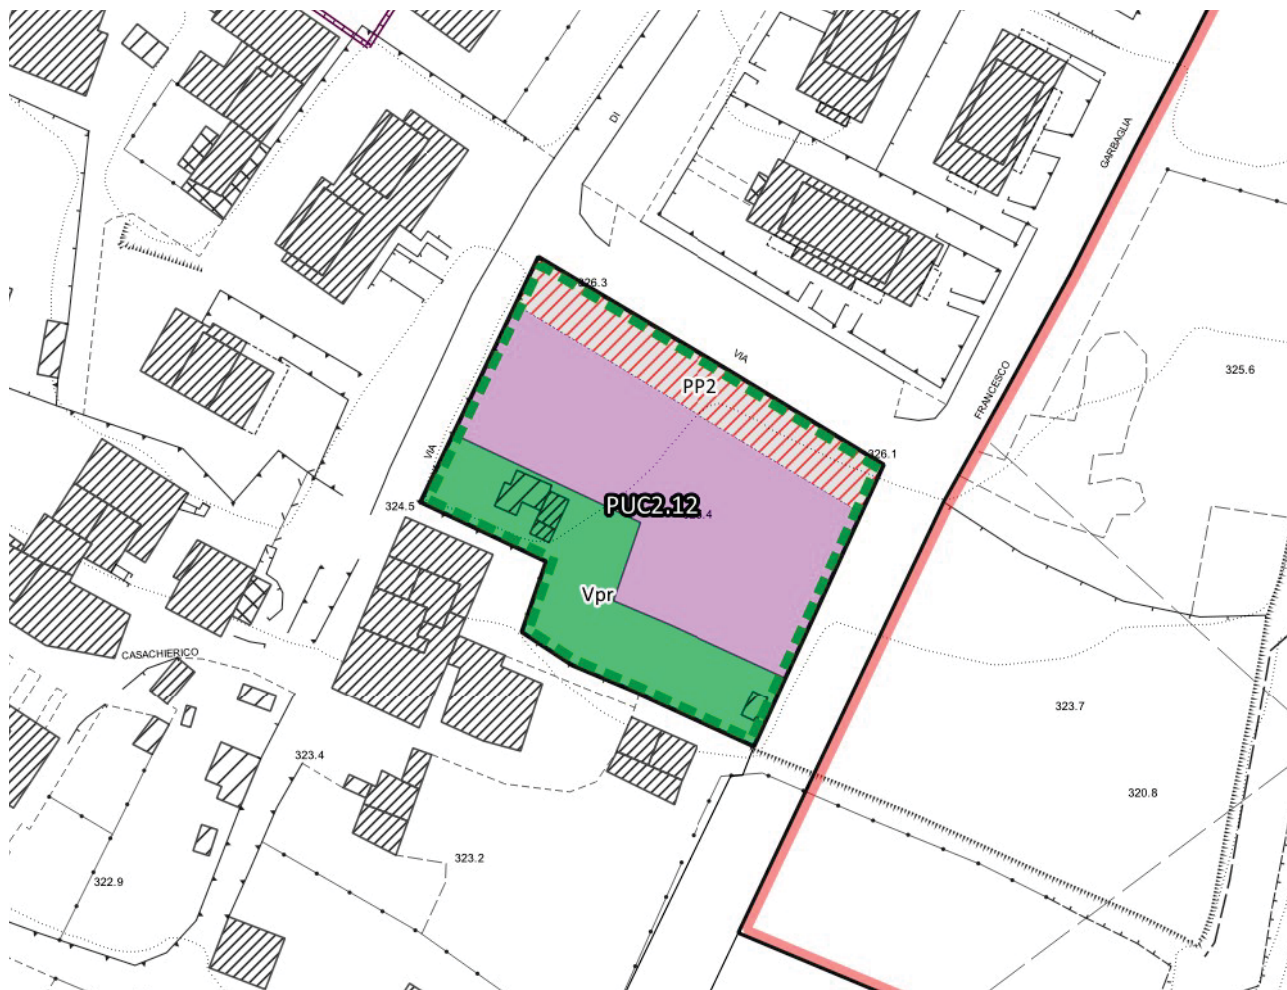 DI
GARBAGLIA
326.3
VIA
325.6
PP2
FRANCESCO
VIA
326.1
324.5
PUC2.12
Vpr
CASACHIERICO
323.7
323.4
320.8
323.2
322.9